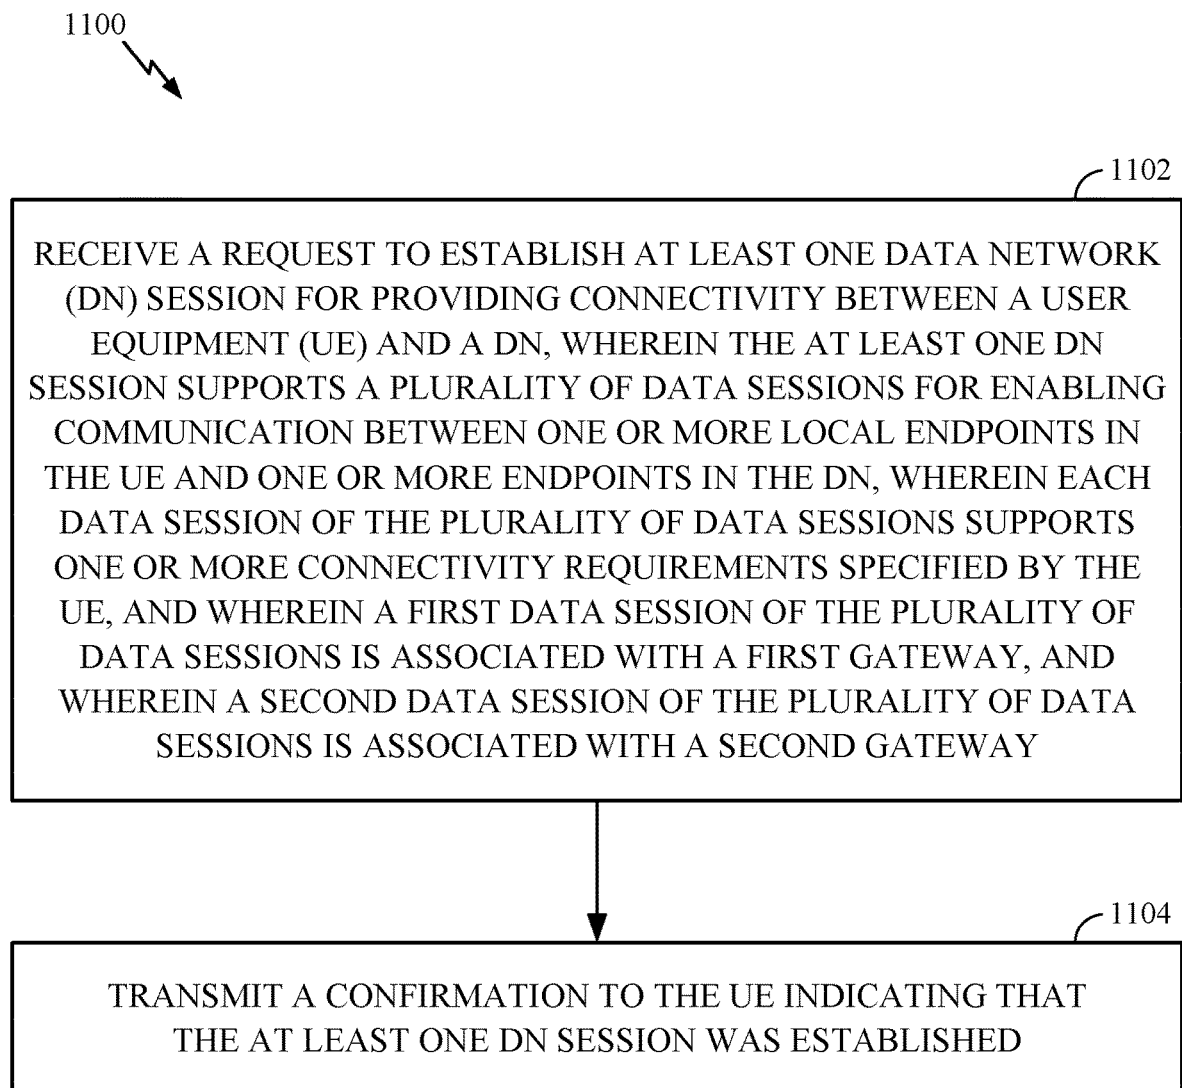 1100
1102
RECEIVE A REQUEST TO ESTABLISH AT LEAST ONE DATA NETWORK
(DN) SESSION FOR PROVIDING CONNECTIVITY BETWEEN A USER
EQUIPMENT (UE) AND A DN, WHEREIN THE AT LEAST ONE DN
SESSION SUPPORTS A PLURALITY OF DATA SESSIONS FOR ENABLING
COMMUNICATION BETWEEN ONE OR MORE LOCAL ENDPOINTS IN
THE UE AND ONE OR MORE ENDPOINTS IN THE DN, WHEREIN EACH
DATA SESSION OF THE PLURALITY OF DATA SESSIONS SUPPORTS
ONE OR MORE CONNECTIVITY REQUIREMENTS SPECIFIED BY THE
UE, AND WHEREIN A FIRST DATA SESSION OF THE PLURALITY OF
DATA SESSIONS IS ASSOCIATED WITH A FIRST GATEWAY, AND
WHEREIN A SECOND DATA SESSION OF THE PLURALITY OF DATA
SESSIONS IS ASSOCIATED WITH A SECOND GATEWAY
1104
TRANSMIT A CONFIRMATION TO THE UE INDICATING THAT
THE AT LEAST ONE DN SESSION WAS ESTABLISHED